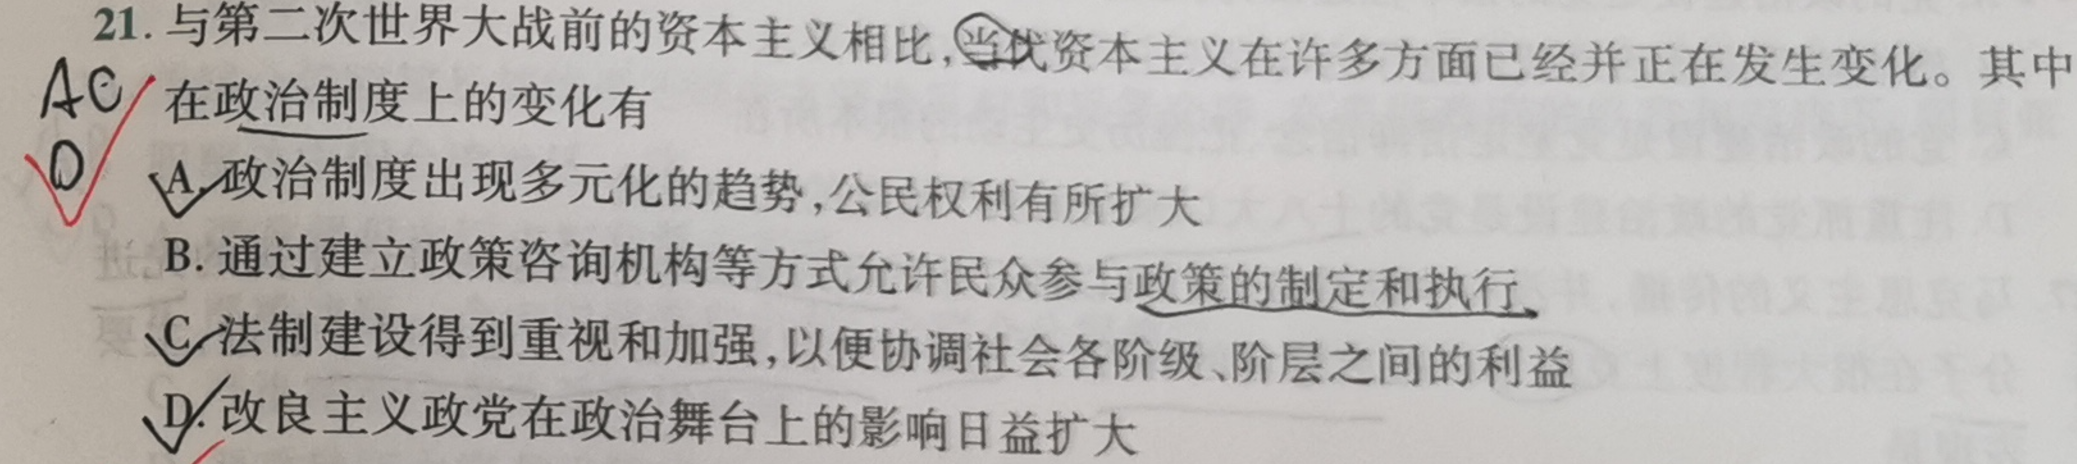 21. 与第二次世界大战前的资本主义相比,当代资本主义在许多方面已经并正在发生变化。其中
AC
在政治制度上的变化有
D
A. 政治制度出现多元化的趋势,公民权利有所扩大
B. 通过建立政策咨询机构等方式允许民众参与政策的制定和执行
C. 法制建设得到重视和加强,以便协调社会各阶级、阶层之间的利益
D. 改良主义政党在政治舞台上的影响日益扩大